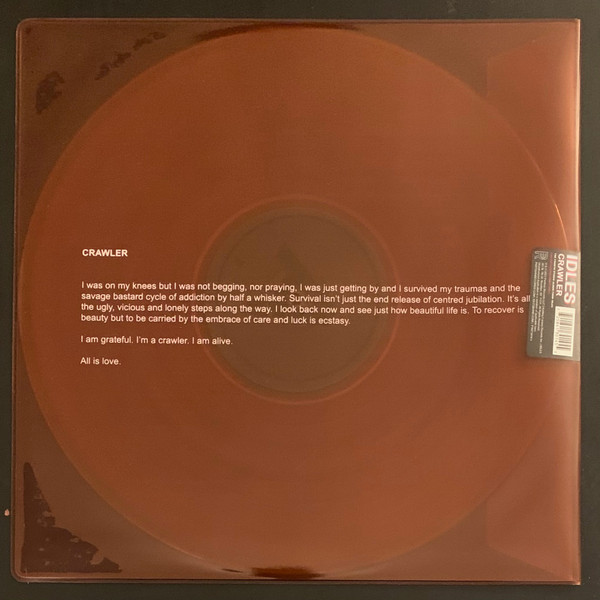 CRAWLER
I was on my knees but I was not begging, nor praying, I was just getting by and I survived my traumas and the
savage bastard cycle of addiction by half a whisker. Survival isn't just the end release of centred jubilation. It's all
the ugly, vicious and lonely steps along the way. I look back now and see just how beautiful life is. To recover is
beauty but to be carried by the embrace of care and luck is ecstasy.
I am grateful. I'm a crawler. I am alive.
All is love.
IDLES
CRAWLER